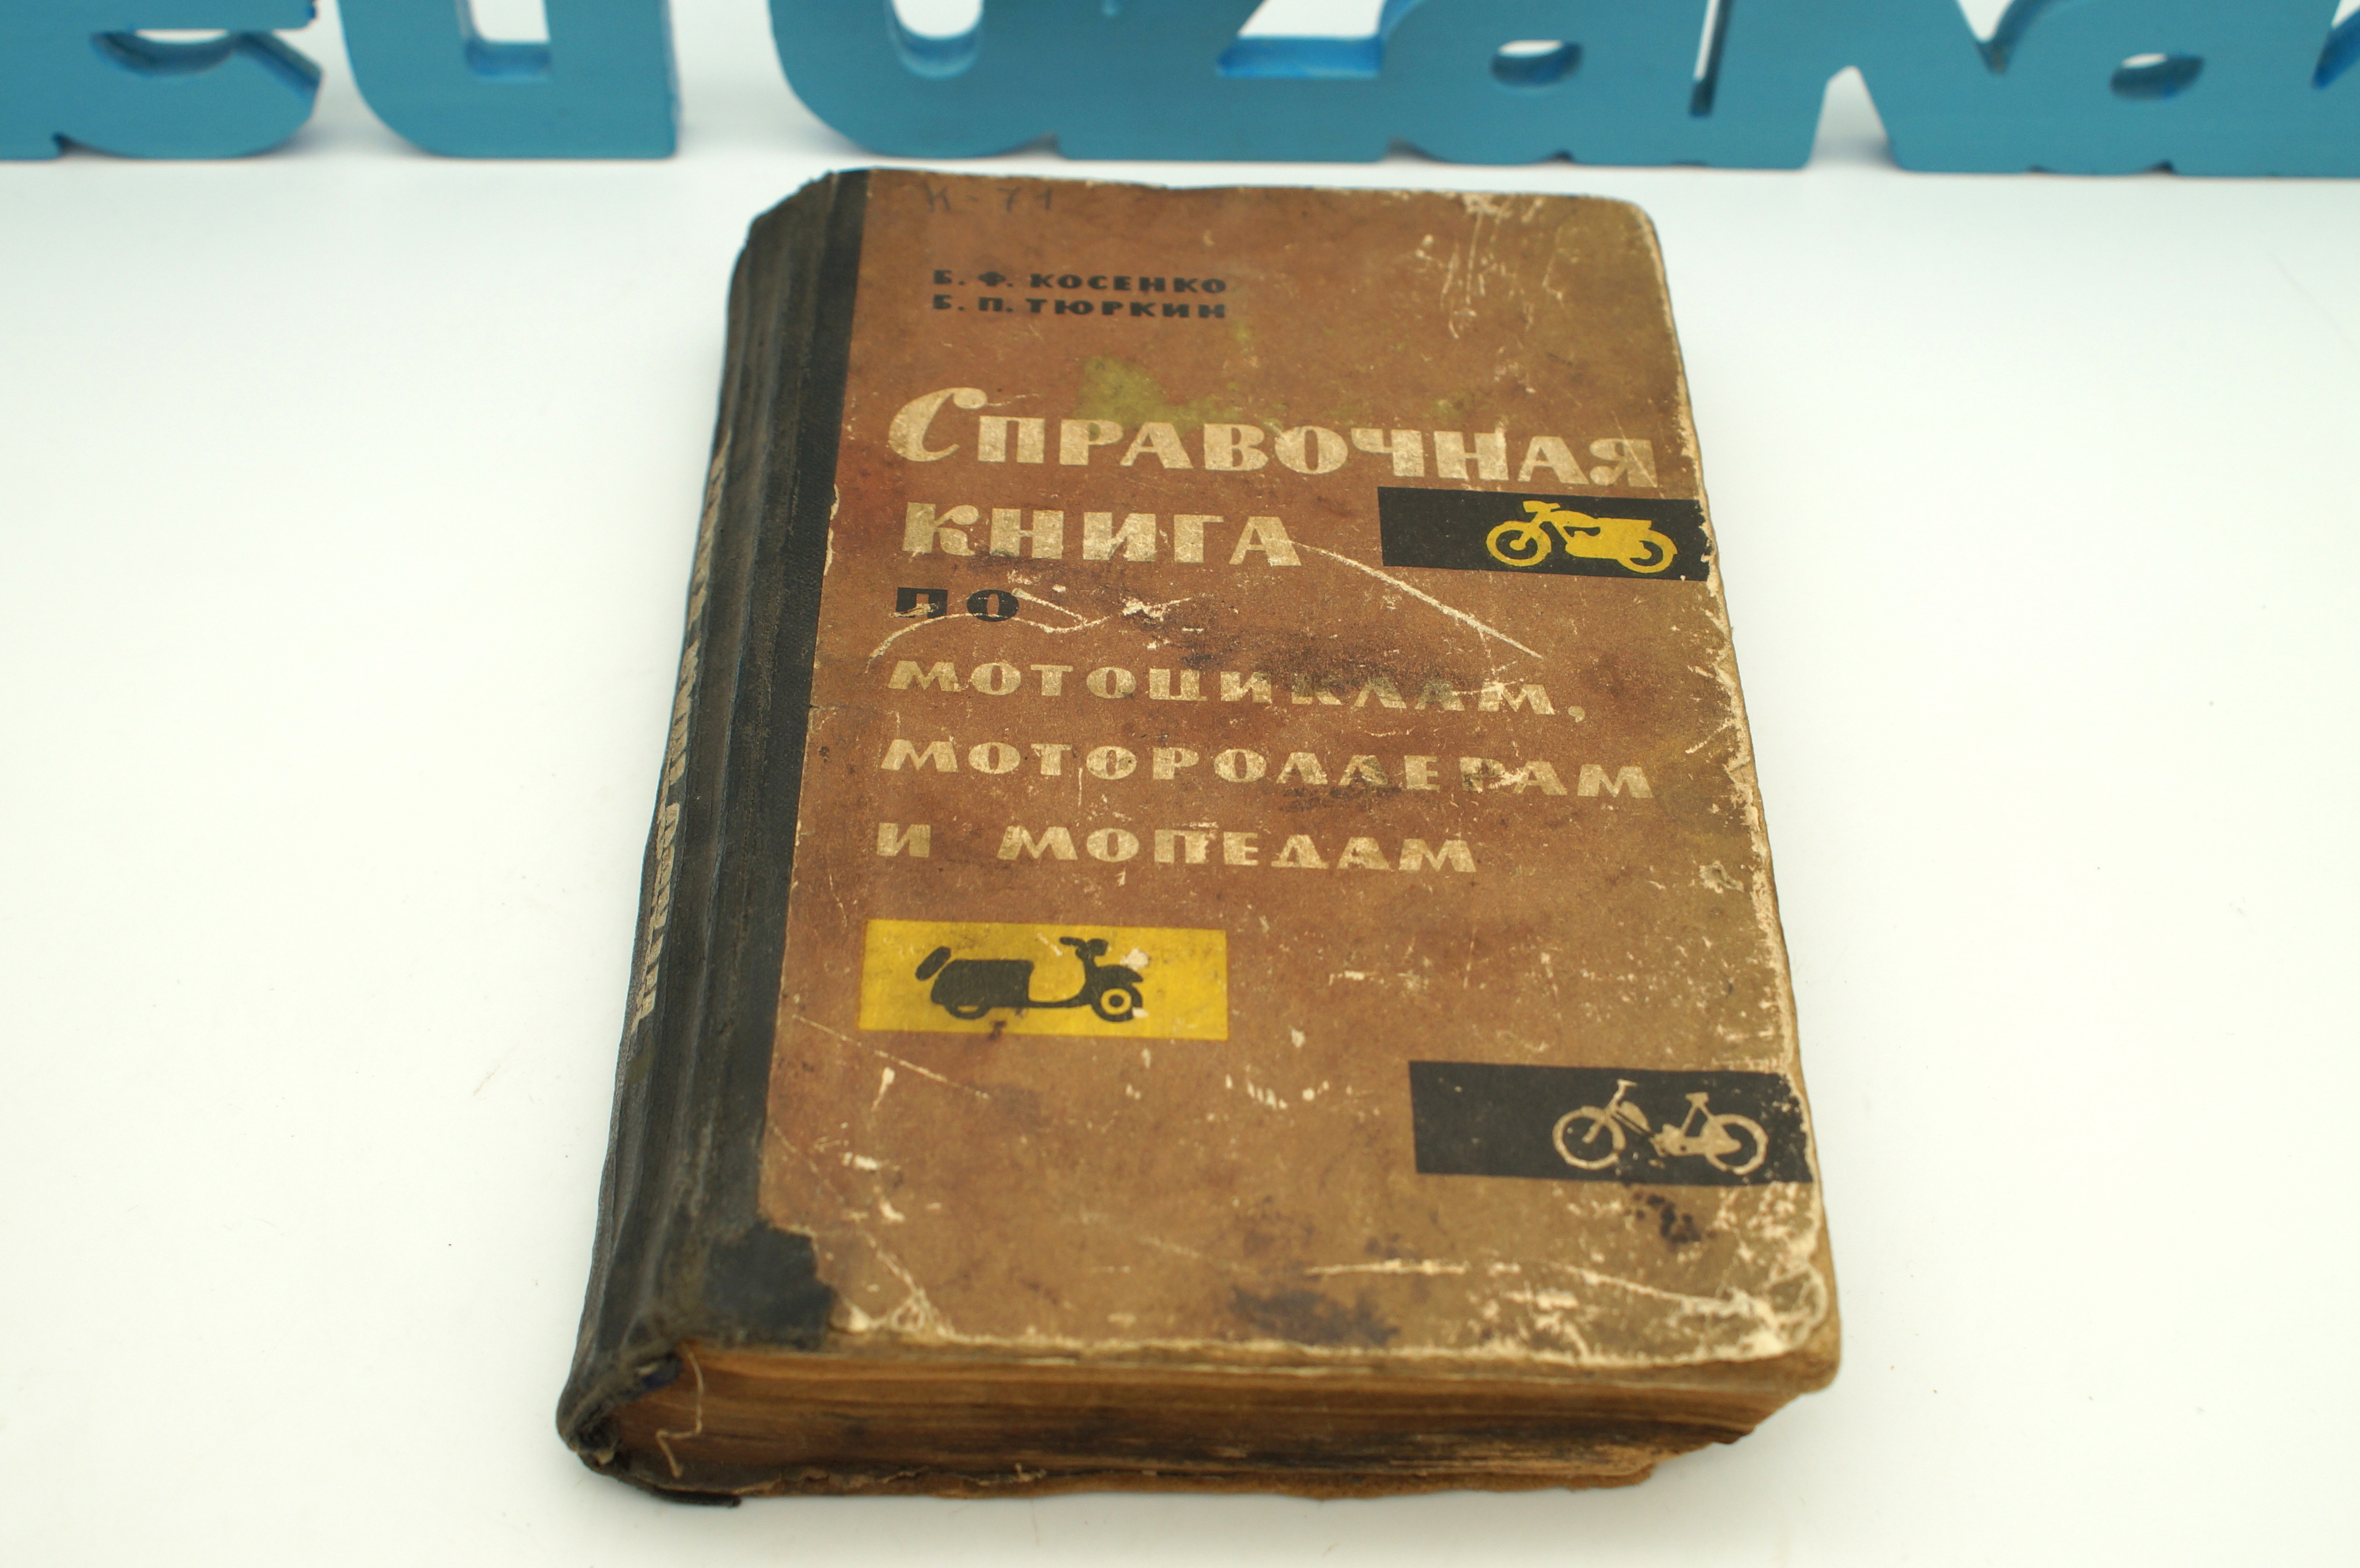 К-71
Б. Ф. КОСЕНКО
Б. П. ТЮРКИН
СПРАВОЧНАЯ
КНИГА
ПО
МОТОЦИКЛАМ,
МОТОРОЛЛЕРАМ
И МОПЕДАМ